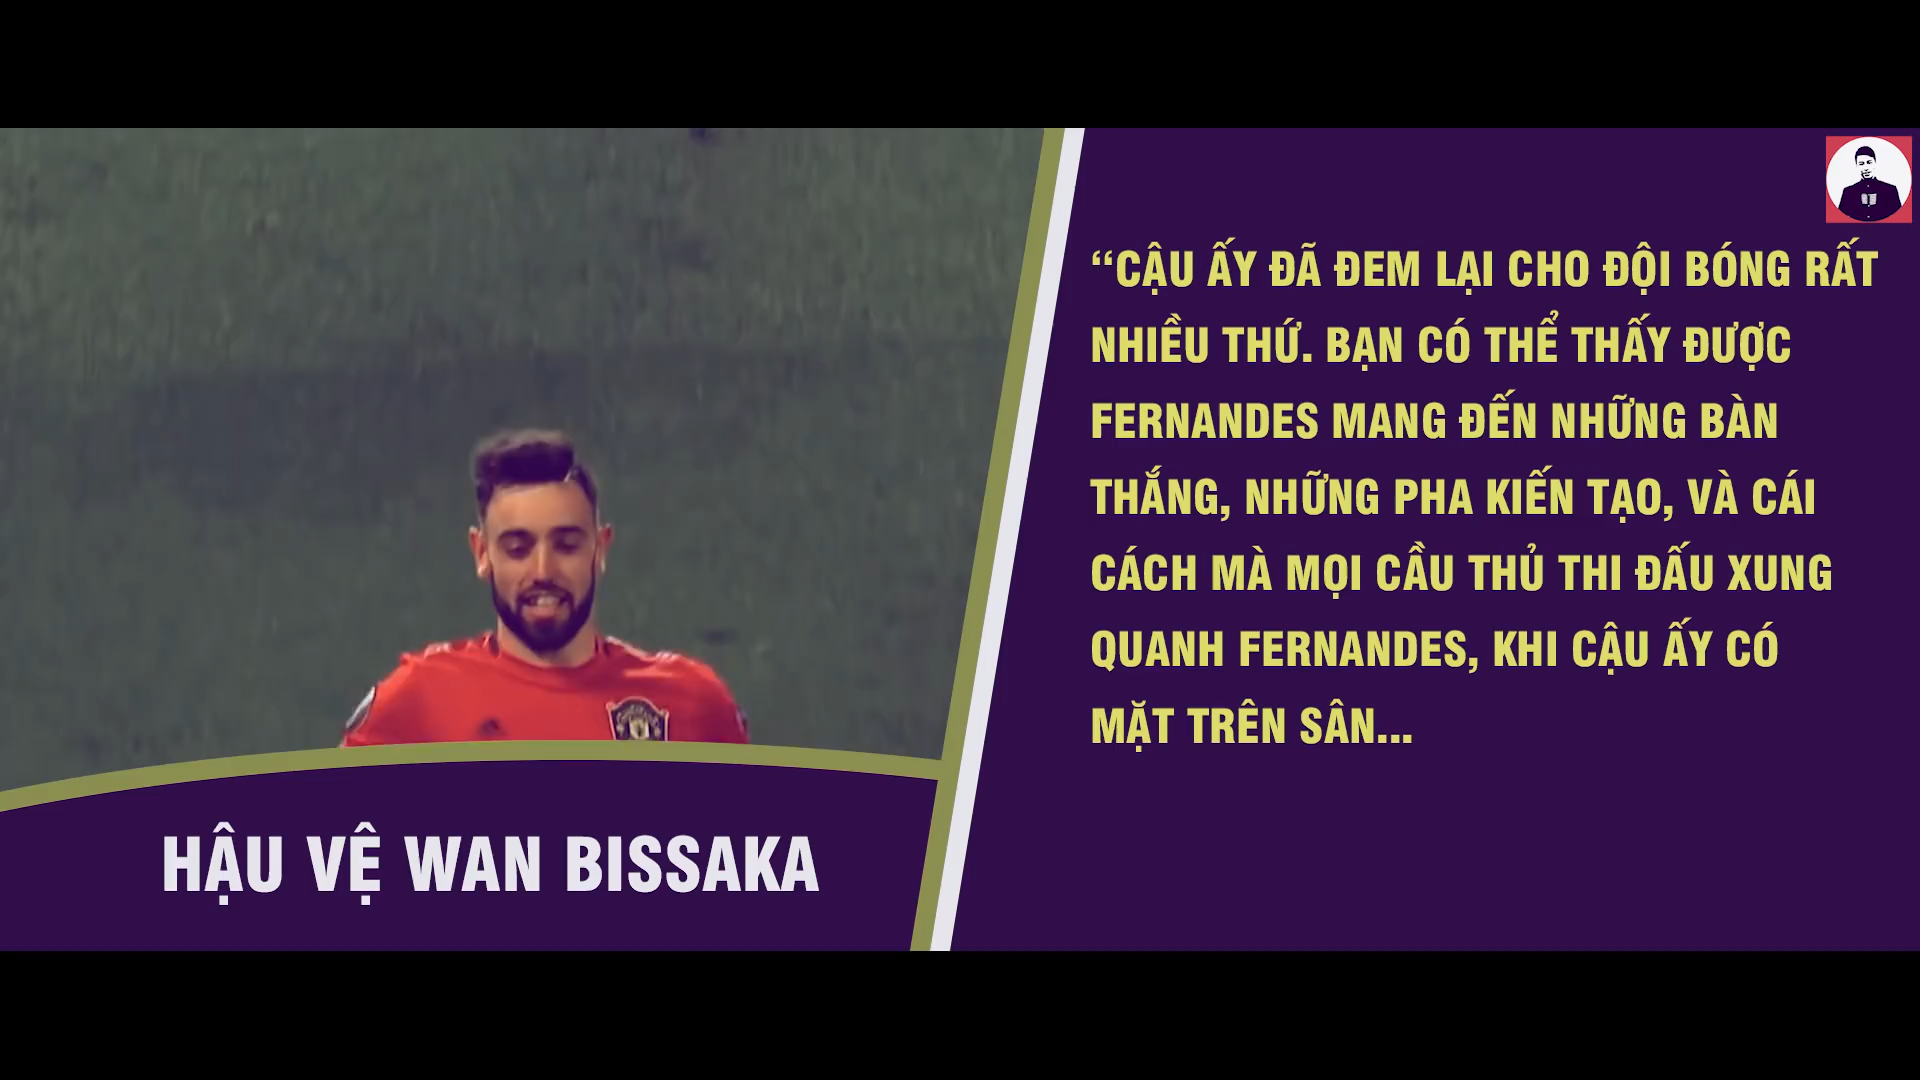 “CẬU ẤY ĐÃ ĐEM LẠI CHO ĐỘI BÓNG RẤT
NHIỀU THỨ. BẠN CÓ THỂ THẤY ĐƯỢC
FERNANDES MANG ĐẾN NHỮNG BÀN
THẮNG, NHỮNG PHA KIẾN TẠO, VÀ CÁI
CÁCH MÀ MỌI CẦU THỦ THI ĐẤU XUNG
QUANH FERNANDES, KHI CẬU ẤY CÓ
MẶT TRÊN SÂN...
HẬU VỆ WAN BISSAKA